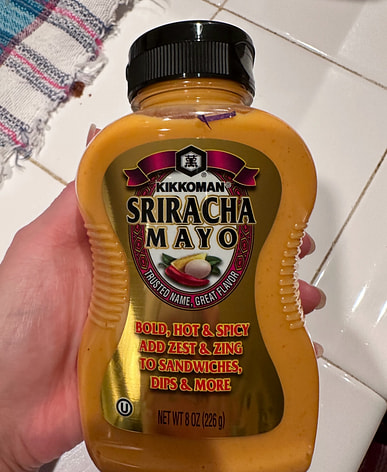 萬
KIKKOMAN®
SRIRACHA
MAYO
TRUSTED NAME, GREAT FLAVOR
BOLD, HOT & SPICY
ADD ZEST & ZING
TO SANDWICHES,
DIPS & MORE
U
NET WT 8 OZ (226 g)